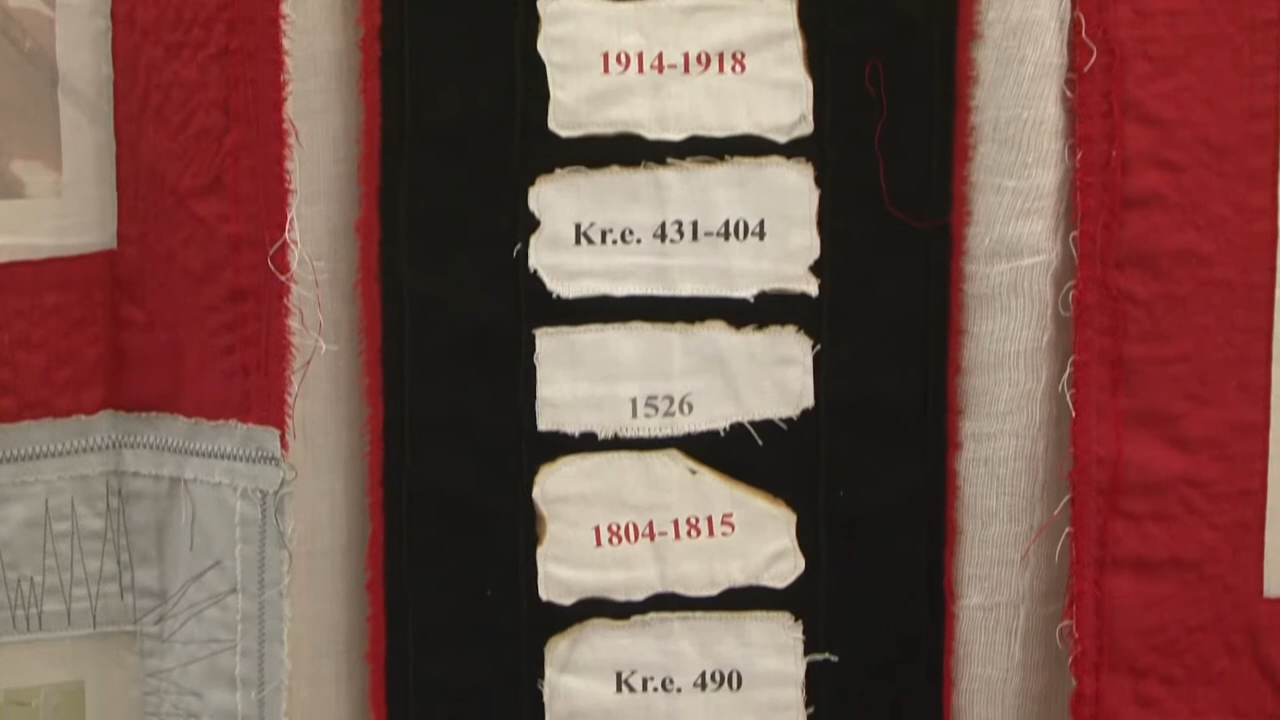 1914-1918
Kr.e. 431-404
1526
1804-1815
Kr.e. 490